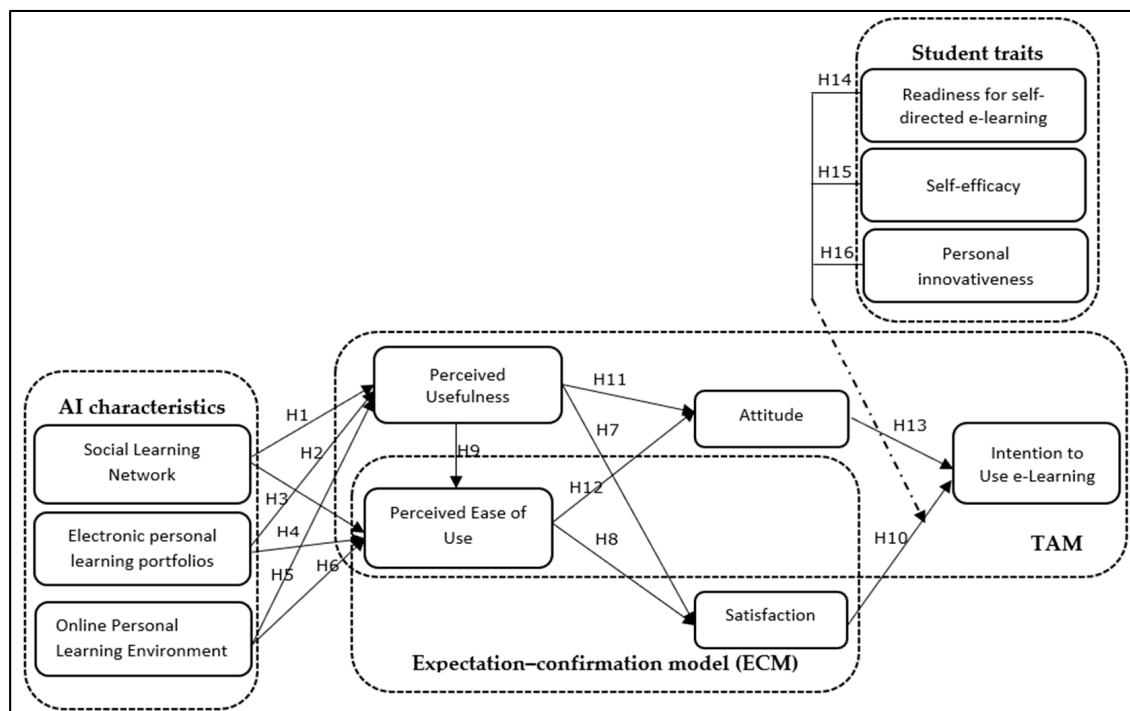 Student traits
H14
Readiness for self-
directed e-learning
H15
Self-efficacy
H16
Personal
innovativeness
AI characteristics
Social Learning
Network
Electronic personal
learning portfolios
Online Personal
Learning Environment
H1
H2
H3
H4
H5
H6
Perceived
Usefulness
H9
Perceived Ease of
Use
H11
H7
H12
H8
Attitude
Satisfaction
H13
H10
Intention to
Use e-Learning
TAM
Expectation–confirmation model (ECM)